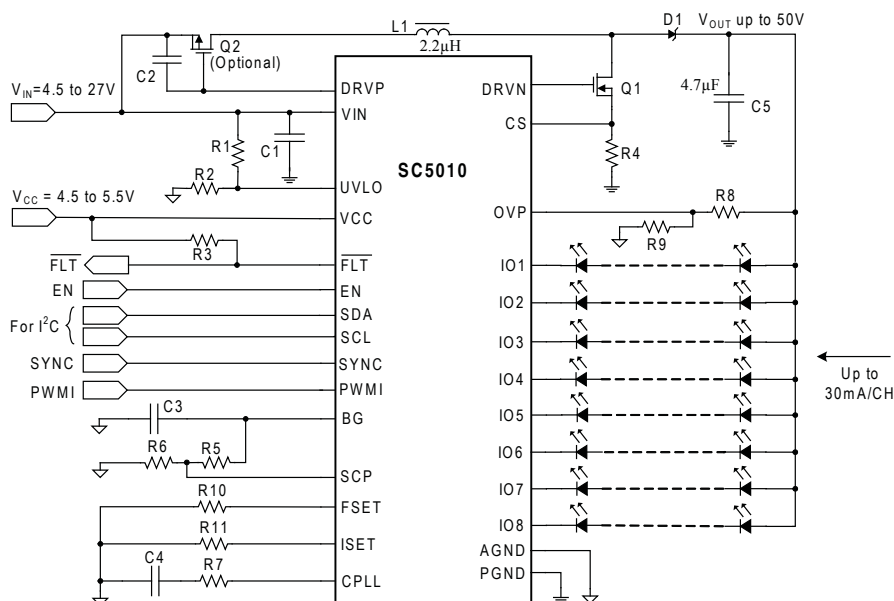 L1
2.2µH
D1
VOUT up to 50V
Q2
(Optional)
C2
DRVP
DRVN
Q1
4.7µF
C5
VIN=4.5 to 27V
VIN
CS
R1
C1
R4
R2
SC5010
UVLO
VCC = 4.5 to 5.5V
VCC
OVP
R8
R9
R3
FLT
FLT
IO1
EN
EN
IO2
For I2C
SDA
SCL
IO3
SYNC
SYNC
IO4
Up to
30mA/CH
PWMI
PWMI
IO5
C3
BG
IO6
R6
R5
SCP
IO7
R10
FSET
IO8
R11
ISET
AGND
C4
R7
CPLL
PGND